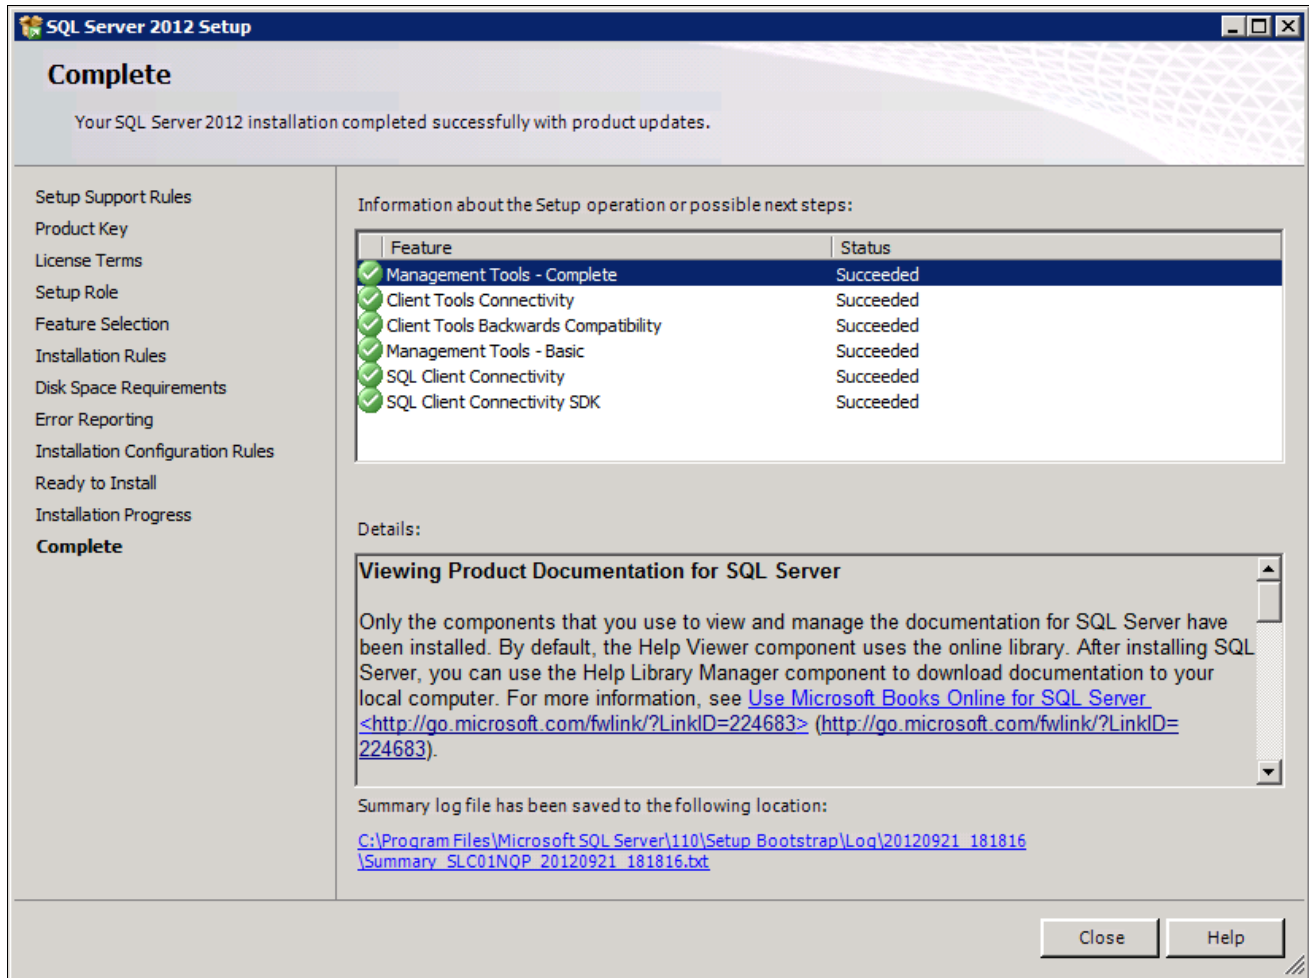 SQL Server 2012 Setup
Complete
Your SQL Server 2012 installation completed successfully with product updates.
Setup Support Rules
Product Key
License Terms
Setup Role
Feature Selection
Installation Rules
Disk Space Requirements
Error Reporting
Installation Configuration Rules
Ready to Install
Installation Progress
Complete
Information about the Setup operation or possible next steps:
Feature Status
Management Tools - Complete Succeeded
Client Tools Connectivity Succeeded
Client Tools Backwards Compatibility Succeeded
Management Tools - Basic Succeeded
SQL Client Connectivity Succeeded
SQL Client Connectivity SDK Succeeded
Details:
Viewing Product Documentation for SQL Server
Only the components that you use to view and manage the documentation for SQL Server have
been installed. By default, the Help Viewer component uses the online library. After installing SQL
Server, you can use the Help Library Manager component to download documentation to your
local computer. For more information, see Use Microsoft Books Online for SQL Server
<http://go.microsoft.com/fwlink/?LinkID=224683> (http://go.microsoft.com/fwlink/?LinkID=
224683).
Summary log file has been saved to the following location:
C:\Program Files\Microsoft SQL Server\110\Setup Bootstrap\Log\20120921_181816
\Summary_SLC01NQP_20120921_181816.txt
Close Help